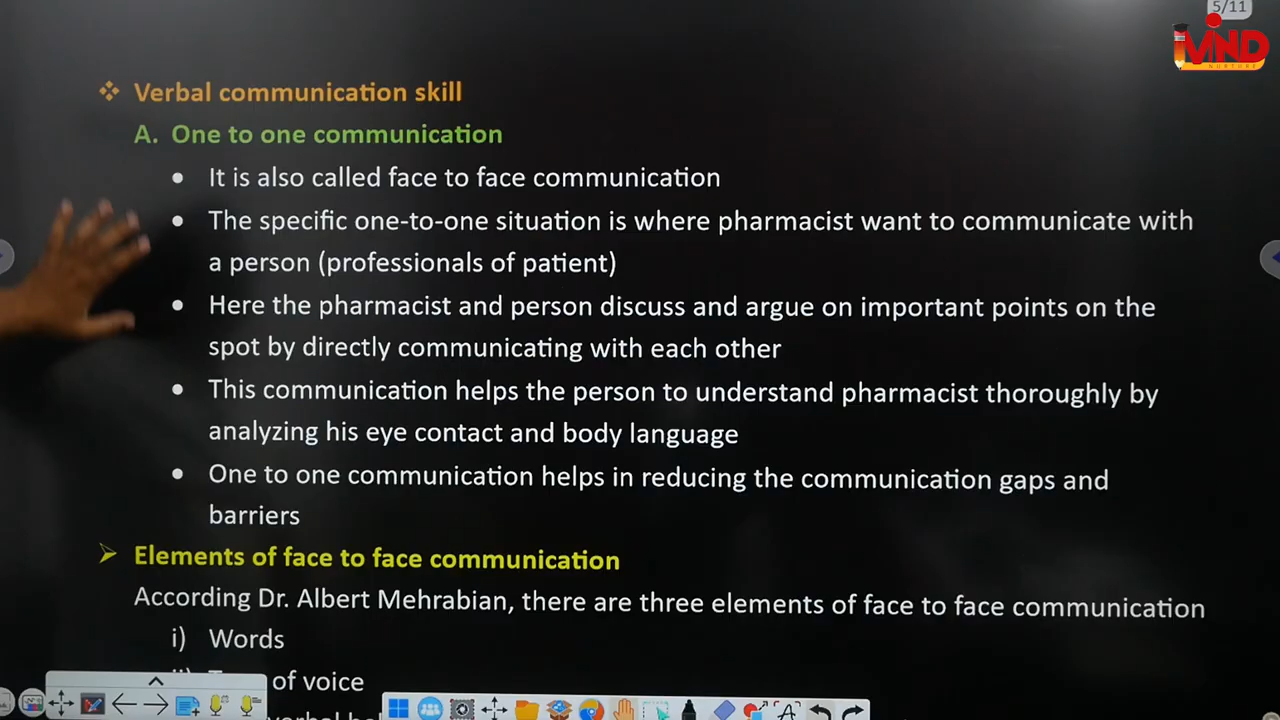 5/11
iMIND
NURTURE
❖ Verbal communication skill
A. One to one communication
• It is also called face to face communication
• The specific one-to-one situation is where pharmacist want to communicate with
a person (professionals of patient)
• Here the pharmacist and person discuss and argue on important points on the
spot by directly communicating with each other
• This communication helps the person to understand pharmacist thoroughly by
analyzing his eye contact and body language
• One to one communication helps in reducing the communication gaps and
barriers
➢ Elements of face to face communication
According Dr. Albert Mehrabian, there are three elements of face to face communication
i) Words
of voice